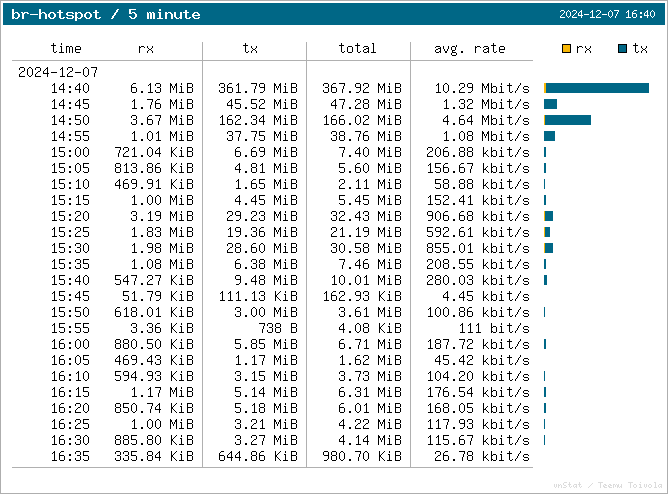 br-hotspot / 5 minute 2024-12-07 16:40
time rx tx total avg. rate rx tx
2024-12-07
14:40 6.13 MiB 361.79 MiB 367.92 MiB 10.29 Mbit/s
14:45 1.76 MiB 45.52 MiB 47.28 MiB 1.32 Mbit/s
14:50 3.67 MiB 162.34 MiB 166.02 MiB 4.64 Mbit/s
14:55 1.01 MiB 37.75 MiB 38.76 MiB 1.08 Mbit/s
15:00 721.04 KiB 6.69 MiB 7.40 MiB 206.88 kbit/s
15:05 813.86 KiB 4.81 MiB 5.60 MiB 156.67 kbit/s
15:10 469.91 KiB 1.65 MiB 2.11 MiB 58.88 kbit/s
15:15 1.00 MiB 4.45 MiB 5.45 MiB 152.41 kbit/s
15:20 3.19 MiB 29.23 MiB 32.43 MiB 906.68 kbit/s
15:25 1.83 MiB 19.36 MiB 21.19 MiB 592.61 kbit/s
15:30 1.98 MiB 28.60 MiB 30.58 MiB 855.01 kbit/s
15:35 1.08 MiB 6.38 MiB 7.46 MiB 208.55 kbit/s
15:40 547.27 KiB 9.48 MiB 10.01 MiB 280.03 kbit/s
15:45 51.79 KiB 111.13 KiB 162.93 KiB 4.45 kbit/s
15:50 618.01 KiB 3.00 MiB 3.61 MiB 100.86 kbit/s
15:55 3.36 KiB 738 B 4.08 KiB 111 bit/s
16:00 880.50 KiB 5.85 MiB 6.71 MiB 187.72 kbit/s
16:05 469.43 KiB 1.17 MiB 1.62 MiB 45.42 kbit/s
16:10 594.93 KiB 3.15 MiB 3.73 MiB 104.20 kbit/s
16:15 1.17 MiB 5.14 MiB 6.31 MiB 176.54 kbit/s
16:20 850.74 KiB 5.18 MiB 6.01 MiB 168.05 kbit/s
16:25 1.00 MiB 3.21 MiB 4.22 MiB 117.93 kbit/s
16:30 885.80 KiB 3.27 MiB 4.14 MiB 115.67 kbit/s
16:35 335.84 KiB 644.86 KiB 980.70 KiB 26.78 kbit/s
vnStat / Teemu Toivola